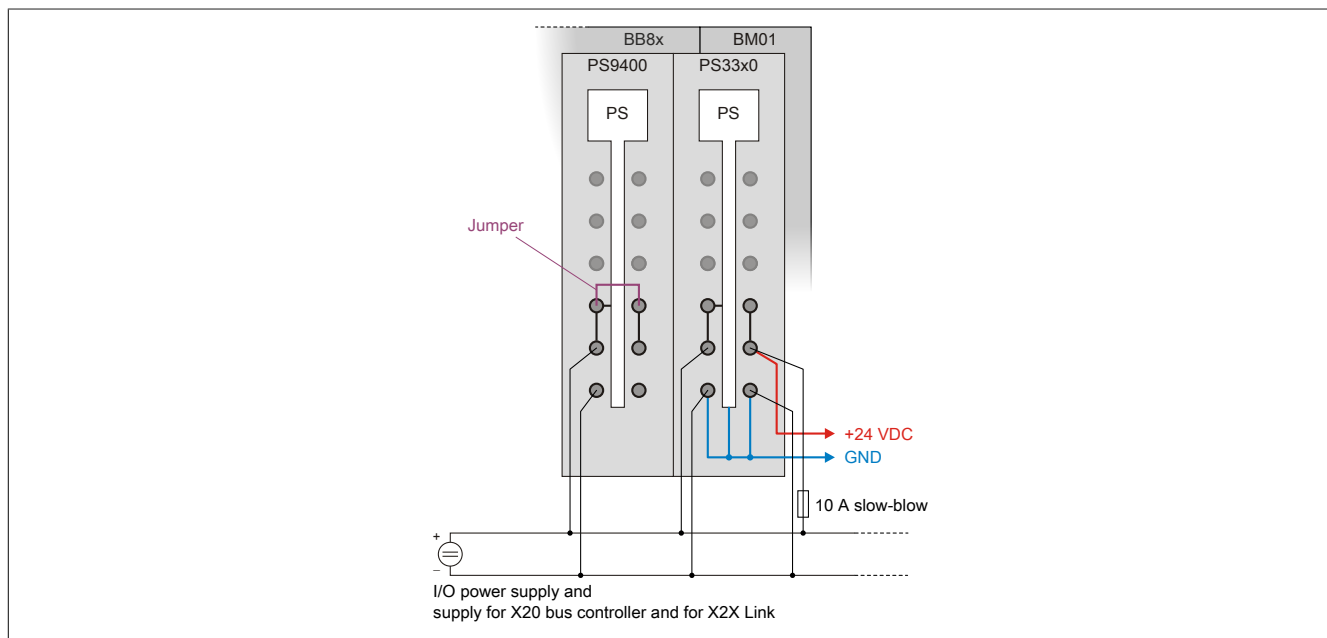 BB8x BM01
PS9400 PS33x0
PS PS
Jumper
+24 VDC
GND
10 A slow-blow
+
−
I/O power supply and
supply for X20 bus controller and for X2X Link